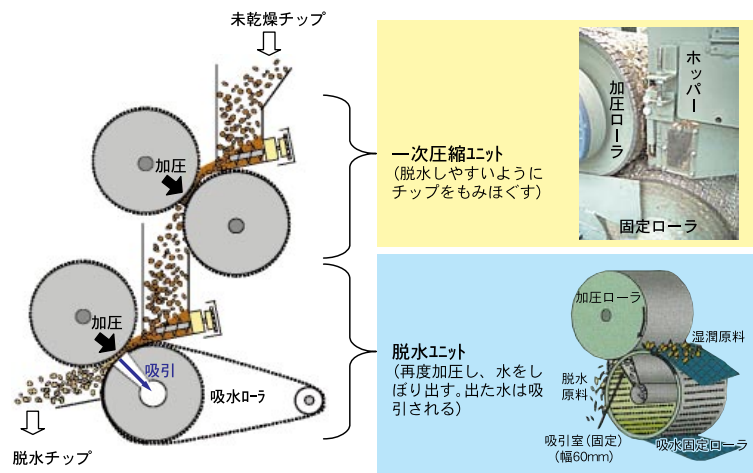 未乾燥チップ
加圧
加圧
吸引
吸水ﾛｰﾗ
脱水チップ
一次圧縮ﾕﾆｯﾄ
（脱水しやすいように
チップをもみほぐす）
加圧ローラ
ホッパー
固定ローラ
脱水ﾕﾆｯﾄ
（再度加圧し、水をし
ぼり出す。出た水は吸
引される）
加圧ローラ
湿潤原料
脱水
原料
吸引室（固定）
（幅60mm）
吸水固定ローラ